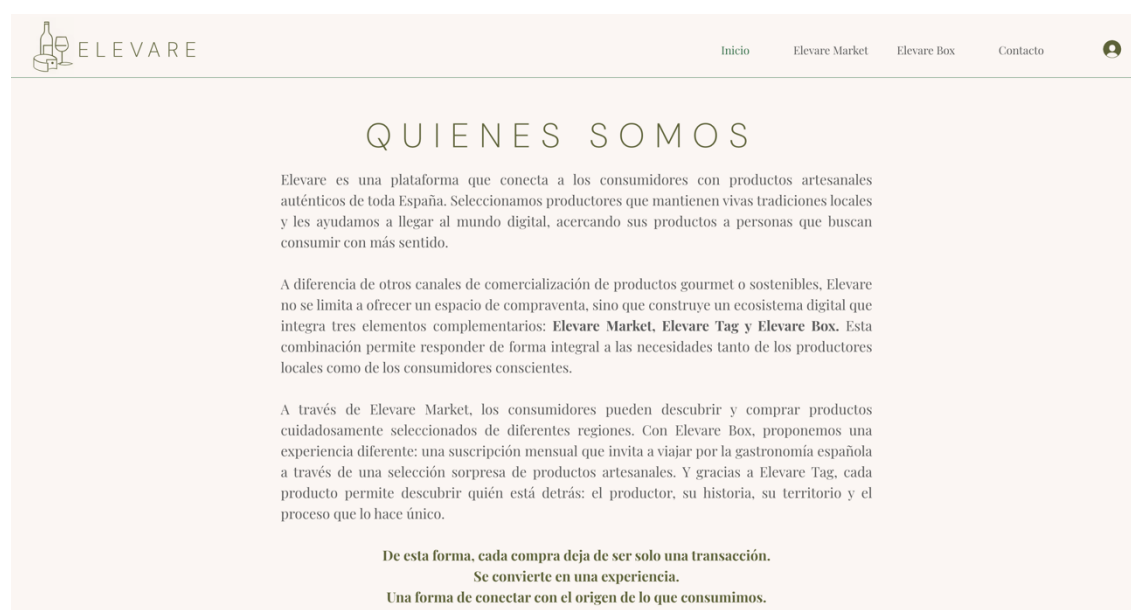 ELEVARE
Inicio
Elevare Market
Elevare Box
Contacto
QUIENES SOMOS
Elevare es una plataforma que conecta a los consumidores con productos artesanales
auténticos de toda España. Seleccionamos productores que mantienen vivas tradiciones locales
y les ayudamos a llegar al mundo digital, acercando sus productos a personas que buscan
consumir con más sentido.
A diferencia de otros canales de comercialización de productos gourmet o sostenibles, Elevare
no se limita a ofrecer un espacio de compraventa, sino que construye un ecosistema digital que
integra tres elementos complementarios: Elevare Market, Elevare Tag y Elevare Box. Esta
combinación permite responder de forma integral a las necesidades tanto de los productores
locales como de los consumidores conscientes.
A través de Elevare Market, los consumidores pueden descubrir y comprar productos
cuidadosamente seleccionados de diferentes regiones. Con Elevare Box, proponemos una
experiencia diferente: una suscripción mensual que invita a viajar por la gastronomía española
a través de una selección sorpresa de productos artesanales. Y gracias a Elevare Tag, cada
producto permite descubrir quién está detrás: el productor, su historia, su territorio y el
proceso que lo hace único.
De esta forma, cada compra deja de ser solo una transacción.
Se convierte en una experiencia.
Una forma de conectar con el origen de lo que consumimos.